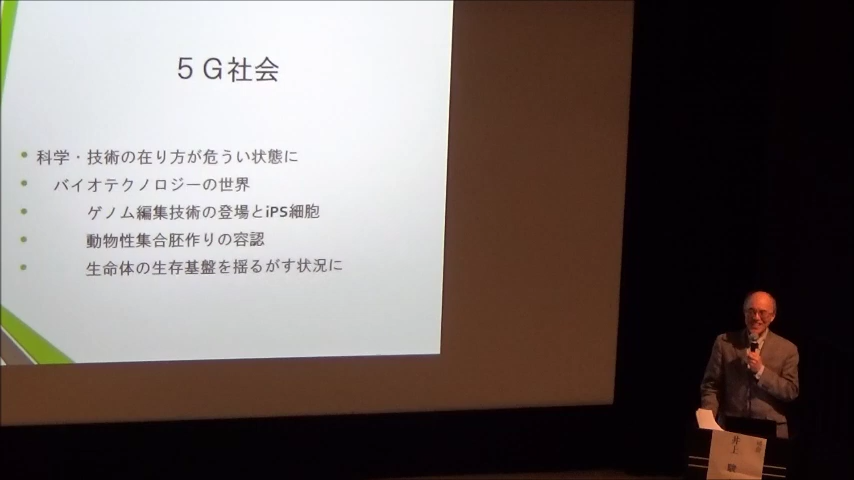 ５Ｇ社会
• 科学・技術の在り方が危うい状態に
• バイオテクノロジーの世界
• ゲノム編集技術の登場とiPS細胞
• 動物性集合胚作りの容認
• 生命体の生存基盤を揺るがす状況に
井上